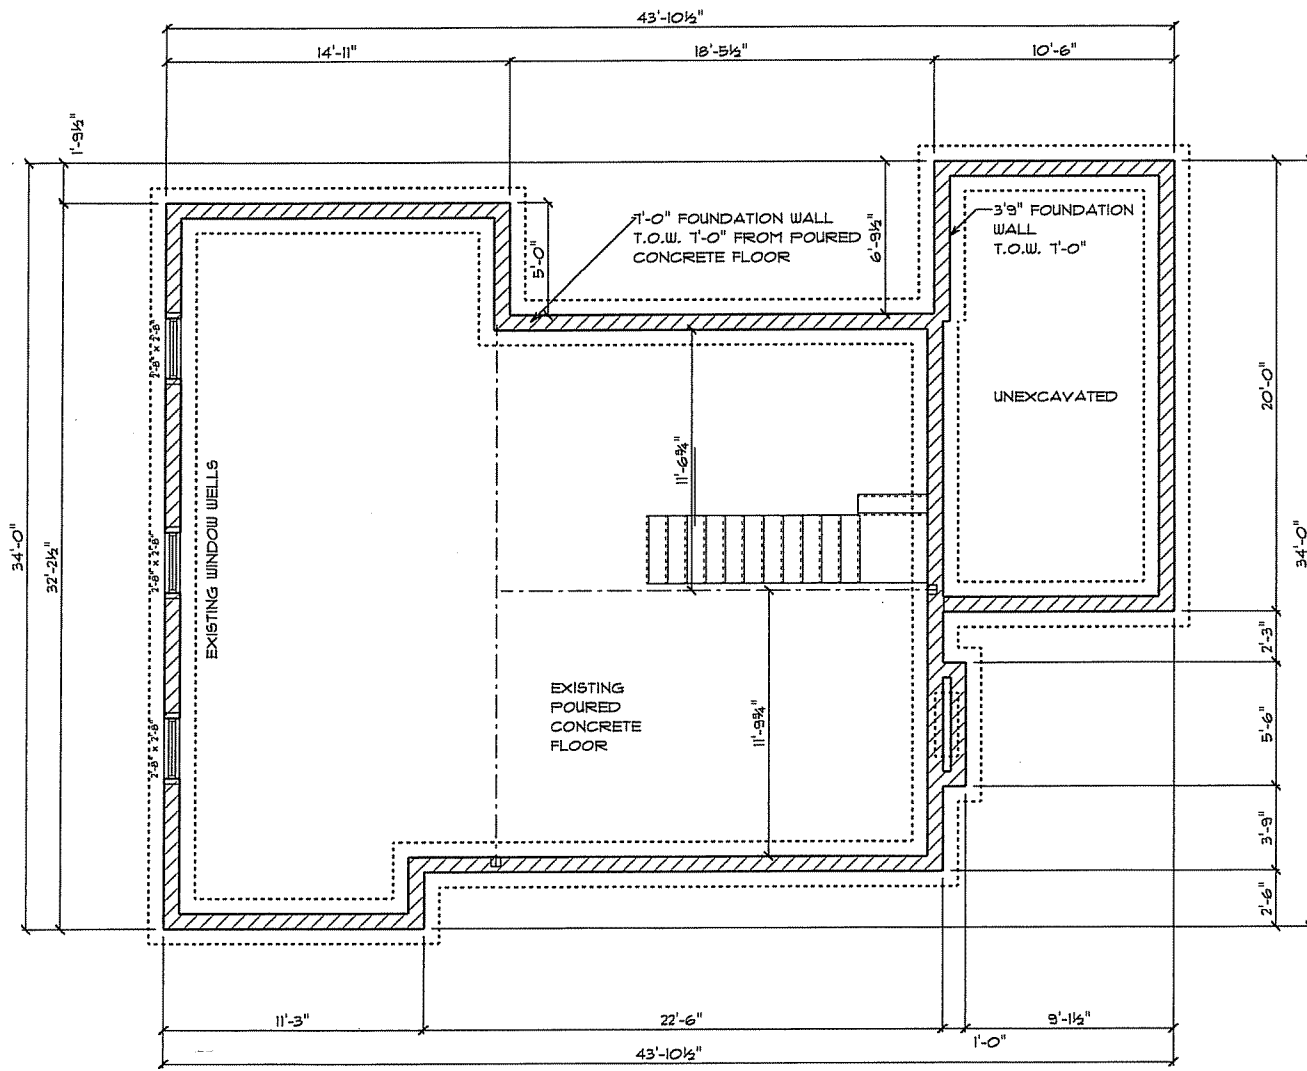 43'-10½"
14'-11"
18'-5½"
10'-6"
1'-9½"
7'-0" FOUNDATION WALL
T.O.W. 7'-0" FROM POURED
CONCRETE FLOOR
5'-0"
6'-9½"
3'9" FOUNDATION
WALL
T.O.W. 7'-0"
2'-8" x 2'-8"
UNEXCAVATED
20'-0"
11'-6¾"
EXISTING WINDOW WELLS
34'-0"
32'-2½"
2'-8" x 2'-8"
34'-0"
2'-3"
EXISTING
POURED
CONCRETE
FLOOR
11'-9¾"
2'-8" x 2'-8"
5'-6"
3'-9"
2'-6"
11'-3"
22'-6"
9'-1½"
1'-0"
43'-10½"